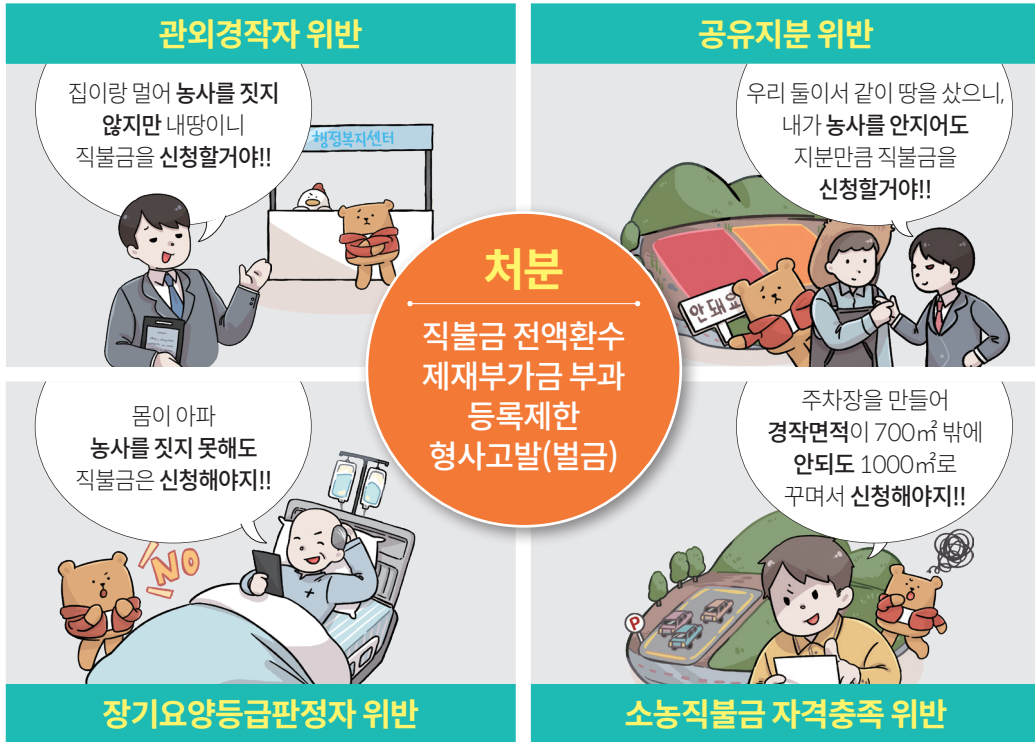 관외경작자 위반
집이랑 멀어 농사를 짓지
않지만 내땅이니
직불금을 신청할거야!!
행정복지센터
공유지분 위반
우리 둘이서 같이 땅을 샀으니,
내가 농사를 안지어도
지분만큼 직불금을
신청할거야!!
안돼요
처분
직불금 전액환수
제재부가금 부과
등록제한
형사고발(벌금)
몸이 아파
농사를 짓지 못해도
직불금은 신청해야지!!
NO
장기요양등급판정자 위반
주차장을 만들어
경작면적이 700㎡ 밖에
안되도 1000㎡로
꾸며서 신청해야지!!
P
소농직불금 자격충족 위반